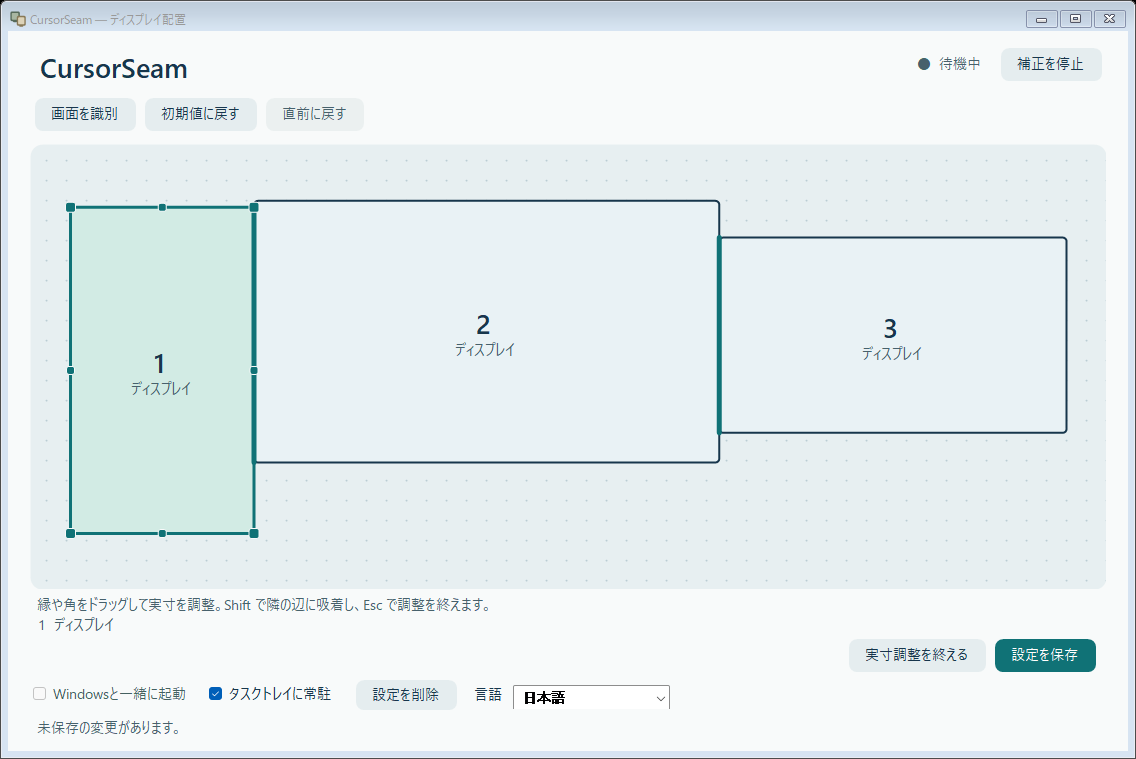 CursorSeam — ディスプレイ配置
CursorSeam
待機中
補正を停止
画面を識別
初期値に戻す
直前に戻す
1
ディスプレイ
2
ディスプレイ
3
ディスプレイ
縁や角をドラッグして実寸を調整。Shift で隣の辺に吸着し、Esc で調整を終えます。
1 ディスプレイ
実寸調整を終える
設定を保存
Windowsと一緒に起動
タスクトレイに常駐
設定を削除
言語
日本語
未保存の変更があります。